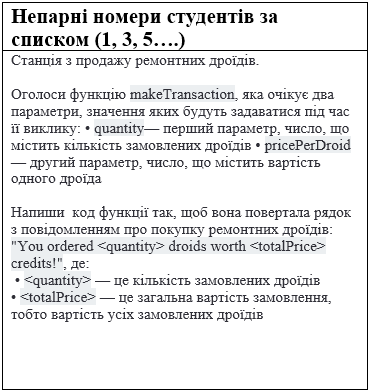 Непарні номери студентів за
списком (1, 3, 5….)
Станція з продажу ремонтних дроїдів.
Оголоси функцію makeTransaction, яка очікує два
параметри, значення яких будуть задаватися під час
її виклику: • quantity— перший параметр, число, що
містить кількість замовлених дроїдів • pricePerDroid
— другий параметр, число, що містить вартість
одного дроїда
Напиши  код функції так, щоб вона повертала рядок
з повідомленням про покупку ремонтних дроїдів:
"You ordered <quantity> droids worth <totalPrice>
credits!", де:
• <quantity> — це кількість замовлених дроїдів
• <totalPrice> — це загальна вартість замовлення,
тобто вартість усіх замовлених дроїдів